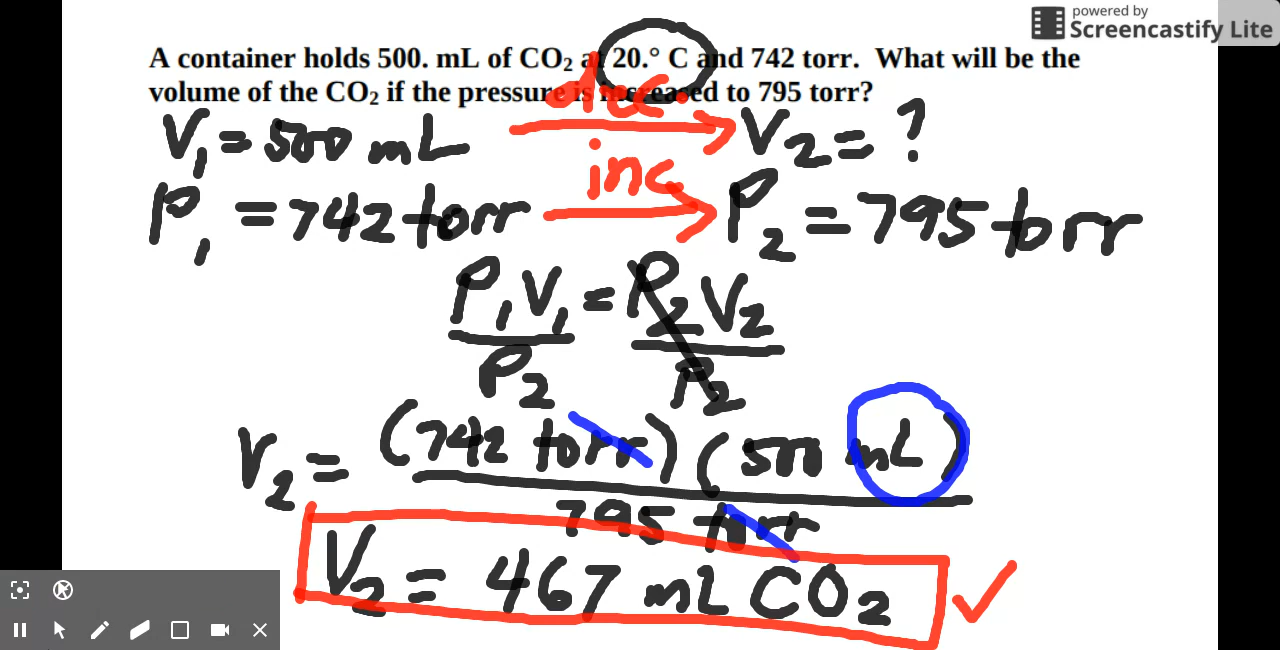 powered by
Screencastify Lite
A container holds 500. mL of CO₂ at 20.° C and 742 torr. What will be the
volume of the CO₂ if the pressure is increased to 795 torr?
dec.
V₁ = 500 mL V₂ = ?
inc.
P₁ = 742 torr P₂ = 795 torr
P₁V₁ = P₂V₂
P₂ P₂
V₂ = (742 torr) (500 mL)
795 torr
V₂ = 467 mL CO₂